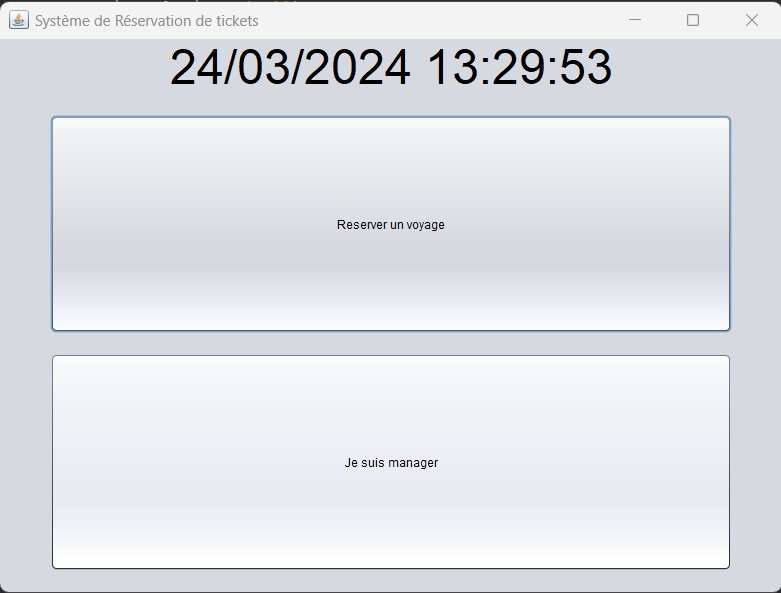 Système de Réservation de tickets
24/03/2024 13:29:53
Reserver un voyage
Je suis manager